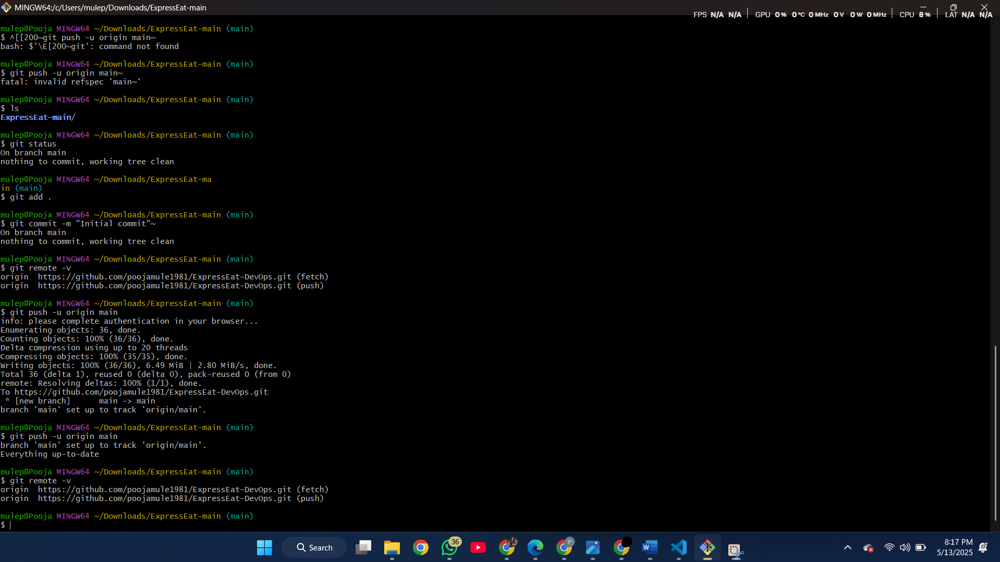 MINGW64:/c/Users/mulep/Downloads/ExpressEat-main
FPS N/A N/A | GPU 0% 0°C 0MHz 0V 0W 0MHz | CPU 8% | LAT N/A N/A
mulep@Pooja MINGW64 ~/Downloads/ExpressEat-main (main)
$ ^[[200~git push -u origin main~
bash: $'\E[200~git': command not found
mulep@Pooja MINGW64 ~/Downloads/ExpressEat-main (main)
$ git push -u origin main~
fatal: invalid refspec 'main~'
mulep@Pooja MINGW64 ~/Downloads/ExpressEat-main (main)
$ ls
ExpressEat-main/
mulep@Pooja MINGW64 ~/Downloads/ExpressEat-main (main)
$ git status
On branch main
nothing to commit, working tree clean
mulep@Pooja MINGW64 ~/Downloads/ExpressEat-ma
in (main)
$ git add .
mulep@Pooja MINGW64 ~/Downloads/ExpressEat-main (main)
$ git commit -m "Initial commit"~
On branch main
nothing to commit, working tree clean
mulep@Pooja MINGW64 ~/Downloads/ExpressEat-main (main)
$ git remote -v
origin  https://github.com/poojamule1981/ExpressEat-DevOps.git (fetch)
origin  https://github.com/poojamule1981/ExpressEat-DevOps.git (push)
mulep@Pooja MINGW64 ~/Downloads/ExpressEat-main (main)
$ git push -u origin main
info: please complete authentication in your browser...
Enumerating objects: 36, done.
Counting objects: 100% (36/36), done.
Delta compression using up to 20 threads
Compressing objects: 100% (35/35), done.
Writing objects: 100% (36/36), 6.49 MiB | 2.80 MiB/s, done.
Total 36 (delta 1), reused 0 (delta 0), pack-reused 0 (from 0)
remote: Resolving deltas: 100% (1/1), done.
To https://github.com/poojamule1981/ExpressEat-DevOps.git
 * [new branch]      main -> main
branch 'main' set up to track 'origin/main'.
mulep@Pooja MINGW64 ~/Downloads/ExpressEat-main (main)
$ git push -u origin main
branch 'main' set up to track 'origin/main'.
Everything up-to-date
mulep@Pooja MINGW64 ~/Downloads/ExpressEat-main (main)
$ git remote -v
origin  https://github.com/poojamule1981/ExpressEat-DevOps.git (fetch)
origin  https://github.com/poojamule1981/ExpressEat-DevOps.git (push)
mulep@Pooja MINGW64 ~/Downloads/ExpressEat-main (main)
$
Search
36
P
W
8:17 PM
5/13/2025